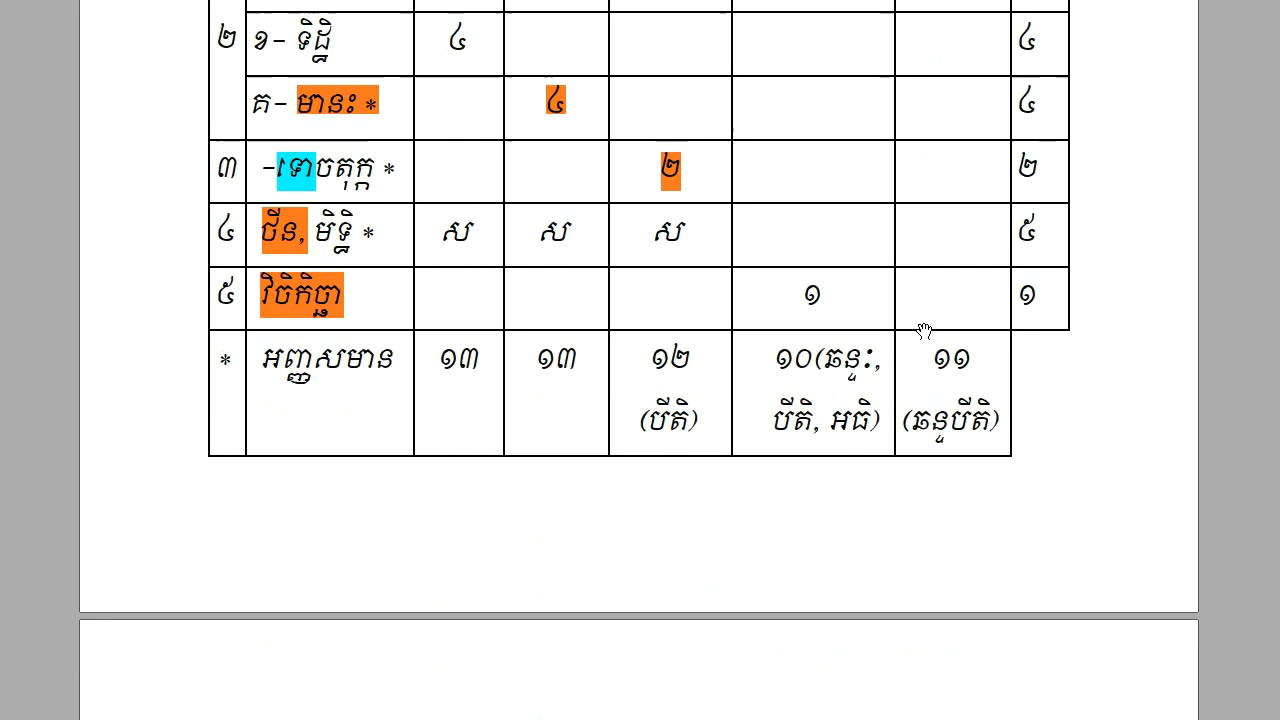 ២ ខ- ទិដ្ឋិ ៤ ៤
គ- មានះ * ៤ ៤
៣ -ទោចតុក្ក * ២ ២
៤ ថីន, មិទ្ធិ * ស ស ស ៥
៥ វិចិកិច្ឆា ១ ១
* អញ្ញសមាន ១៣ ១៣ ១២ ១០(ឆន្ទៈ, ១១
(បីតិ) បីតិ, អធិ) (ឆន្ទបីតិ)